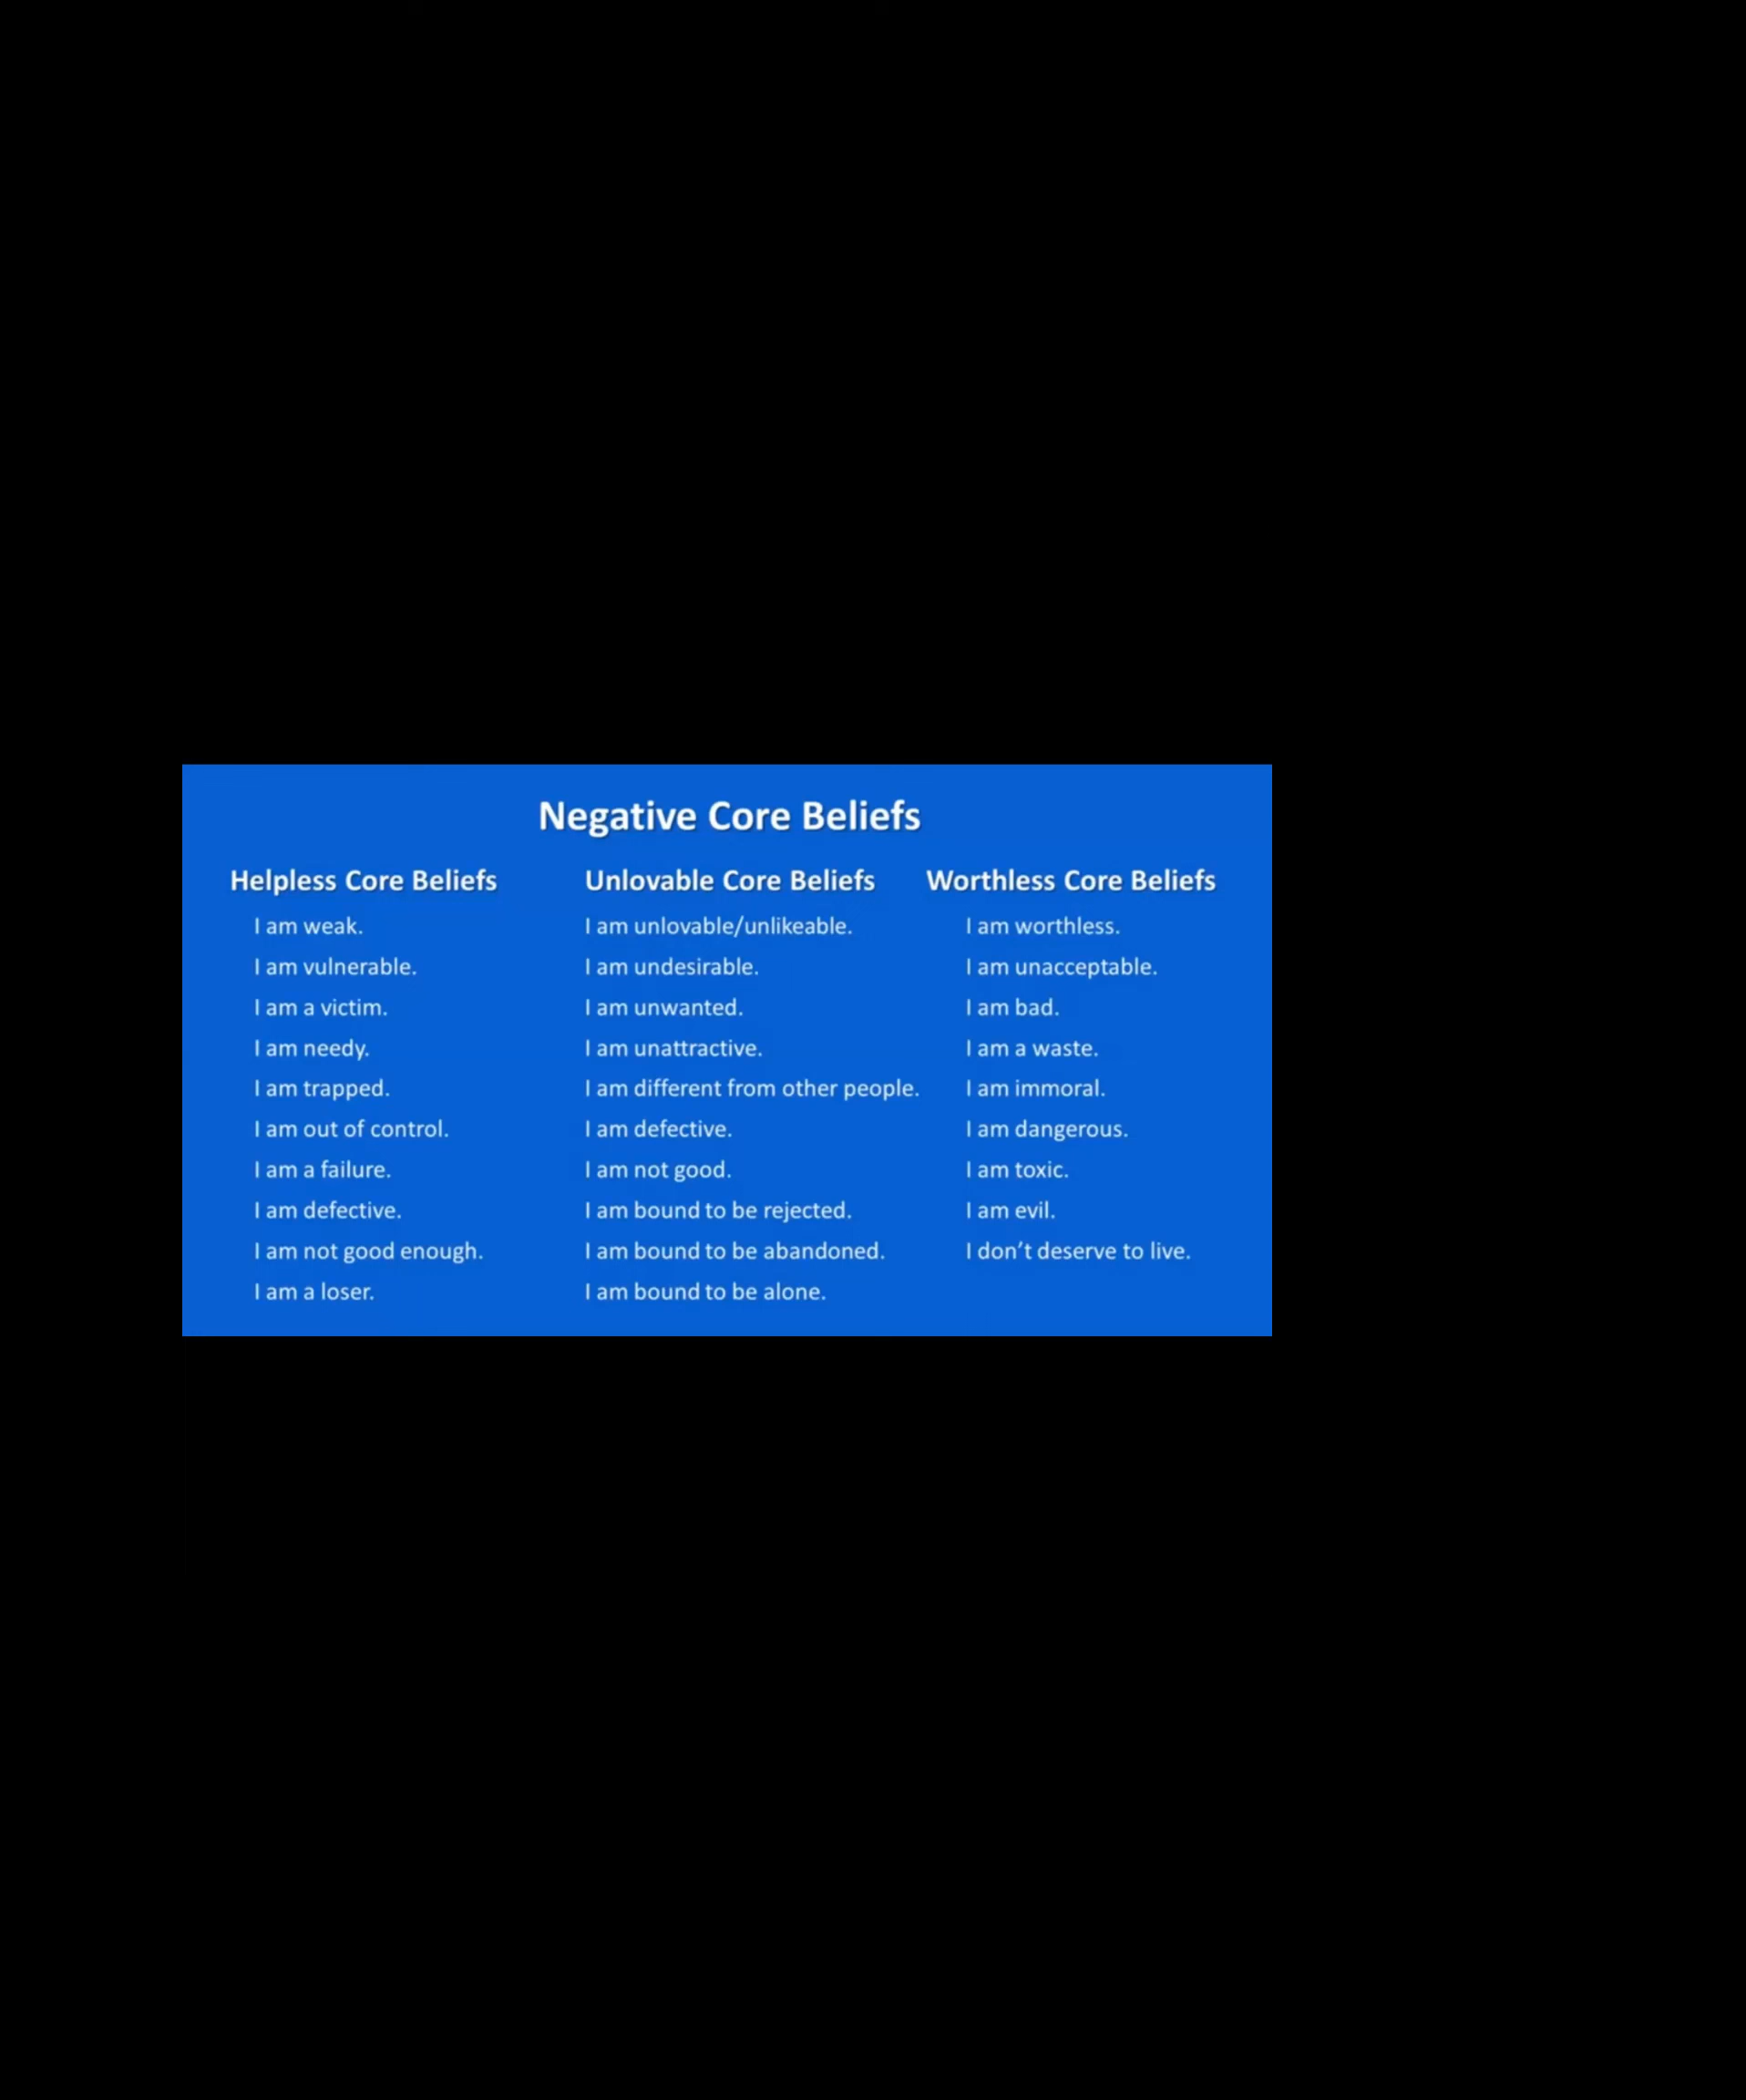 Negative Core Beliefs
Helpless Core Beliefs
I am weak.
I am vulnerable.
I am a victim.
I am needy.
I am trapped.
I am out of control.
I am a failure.
I am defective.
I am not good enough.
I am a loser.
Unlovable Core Beliefs
I am unlovable/unlikeable.
I am undesirable.
I am unwanted.
I am unattractive.
I am different from other people.
I am defective.
I am not good.
I am bound to be rejected.
I am bound to be abandoned.
I am bound to be alone.
Worthless Core Beliefs
I am worthless.
I am unacceptable.
I am bad.
I am a waste.
I am immoral.
I am dangerous.
I am toxic.
I am evil.
I don’t deserve to live.